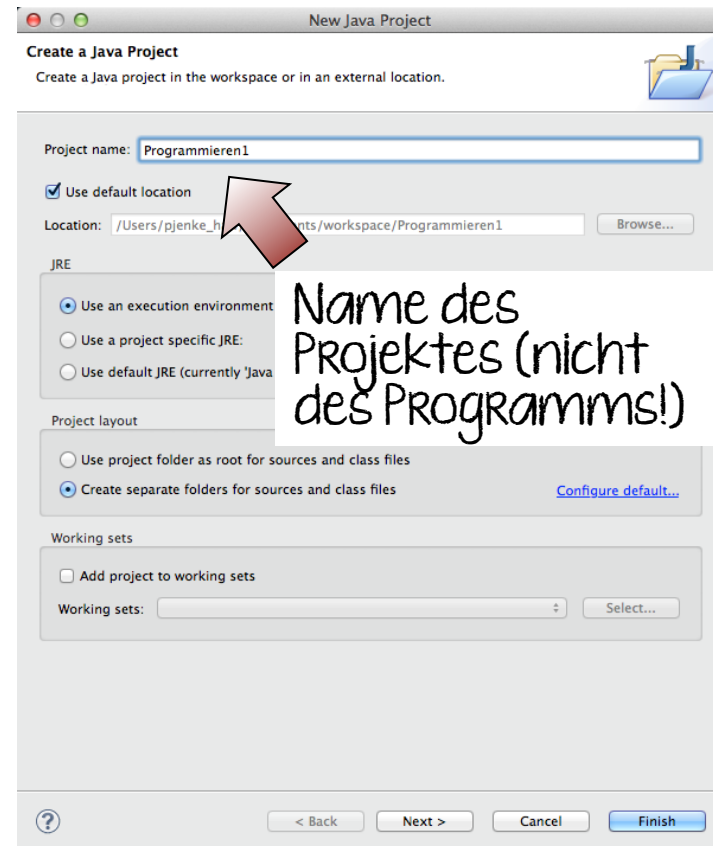 New Java Project
Create a Java Project
Create a Java project in the workspace or in an external location.
Project name: Programmieren1
Use default location
Location: /Users/pjenke_h ents/workspace/Programmieren1 Browse...
JRE
Use an execution environment
Use a project specific JRE:
Use default JRE (currently 'Java
Name des
Projektes (nicht
des Programms!)
Project layout
Use project folder as root for sources and class files
Create separate folders for sources and class files Configure default...
Working sets
Add project to working sets
Working sets: Select...
? < Back Next > Cancel Finish